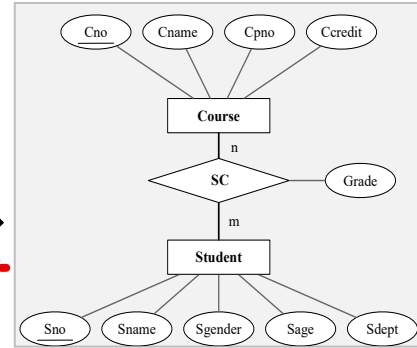 Cno Cname Cpno Ccredit
Course
n
SC Grade
m
Student
Sno Sname Sgender Sage Sdept